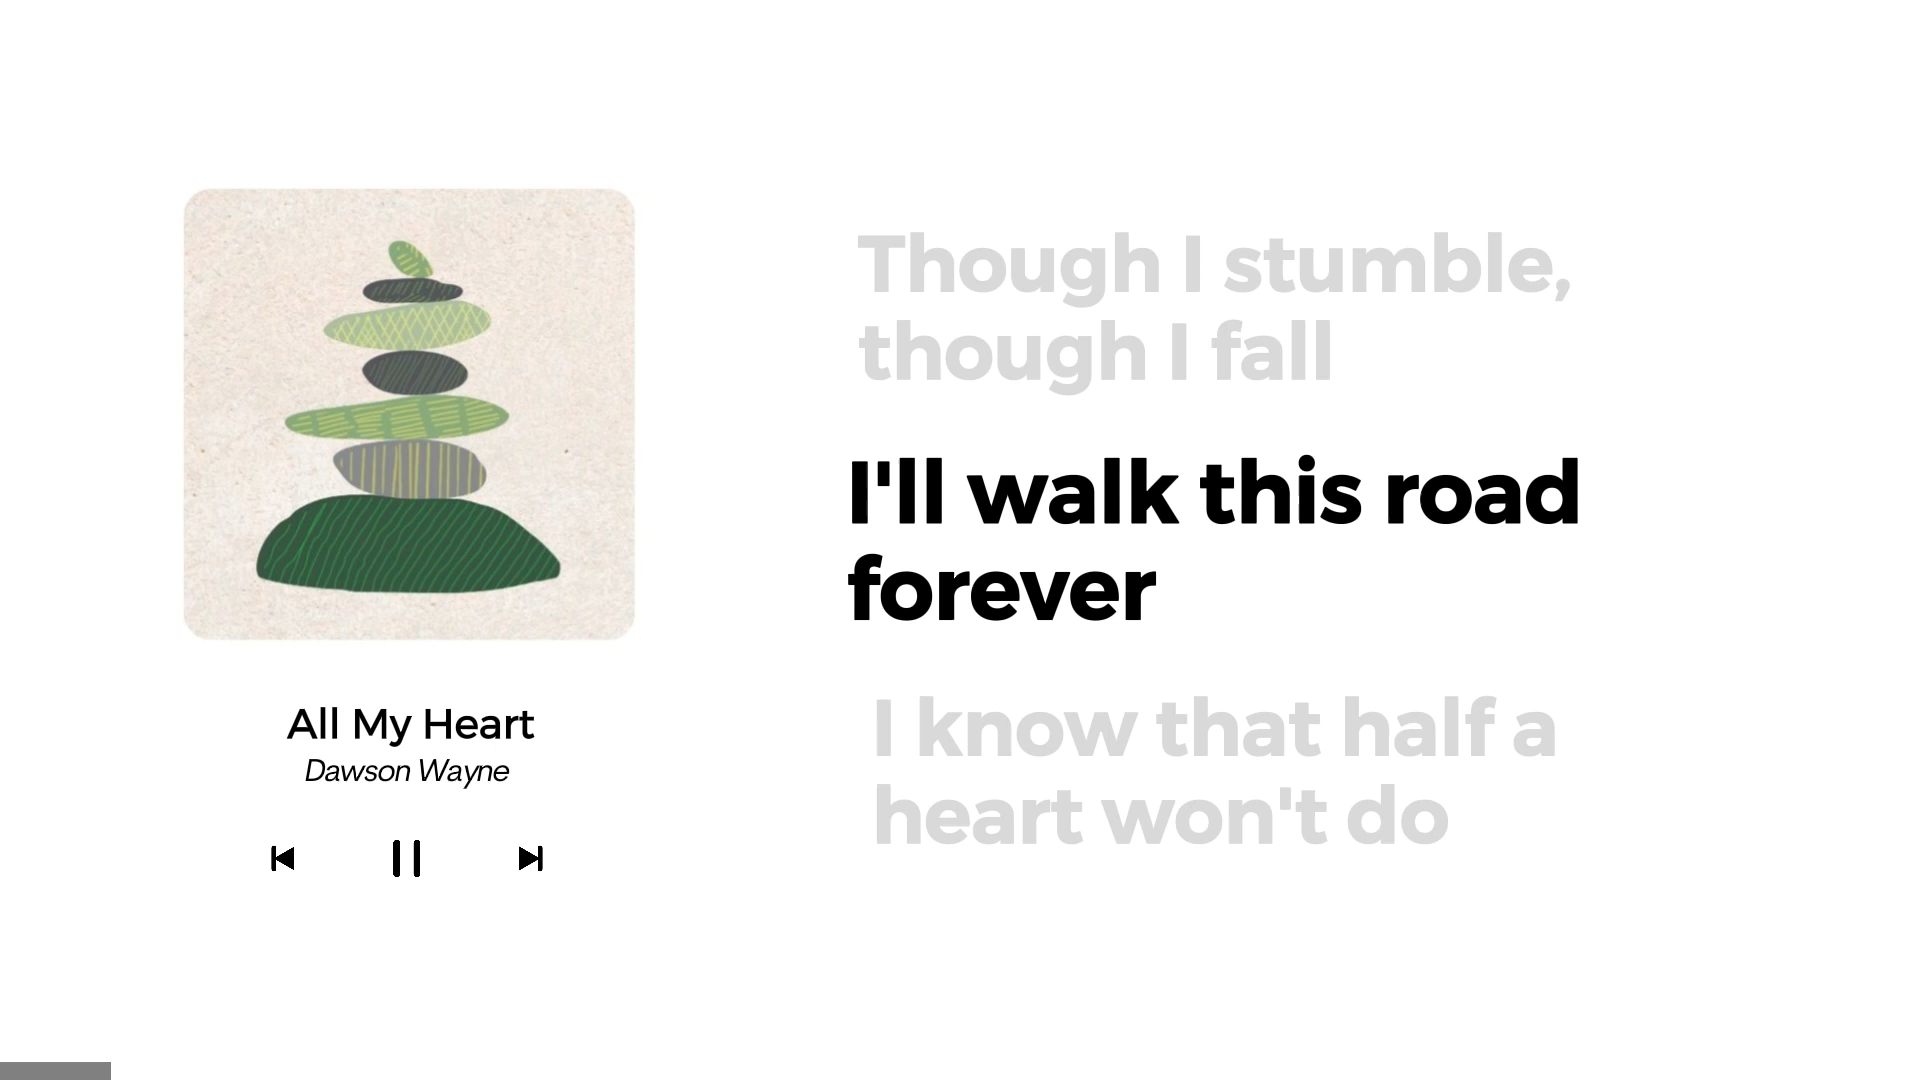 Though I stumble,
though I fall
I'll walk this road
forever
I know that half a
heart won't do
All My Heart
Dawson Wayne